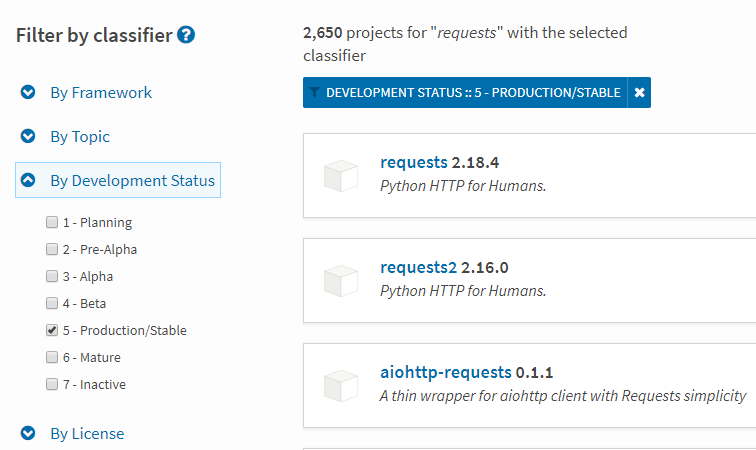 Filter by classifier ?
By Framework
By Topic
By Development Status
1 - Planning
2 - Pre-Alpha
3 - Alpha
4 - Beta
5 - Production/Stable
6 - Mature
7 - Inactive
By License
2,650 projects for "requests" with the selected
classifier
DEVELOPMENT STATUS :: 5 - PRODUCTION/STABLE
requests 2.18.4
Python HTTP for Humans.
requests2 2.16.0
Python HTTP for Humans.
aiohttp-requests 0.1.1
A thin wrapper for aiohttp client with Requests simplicity